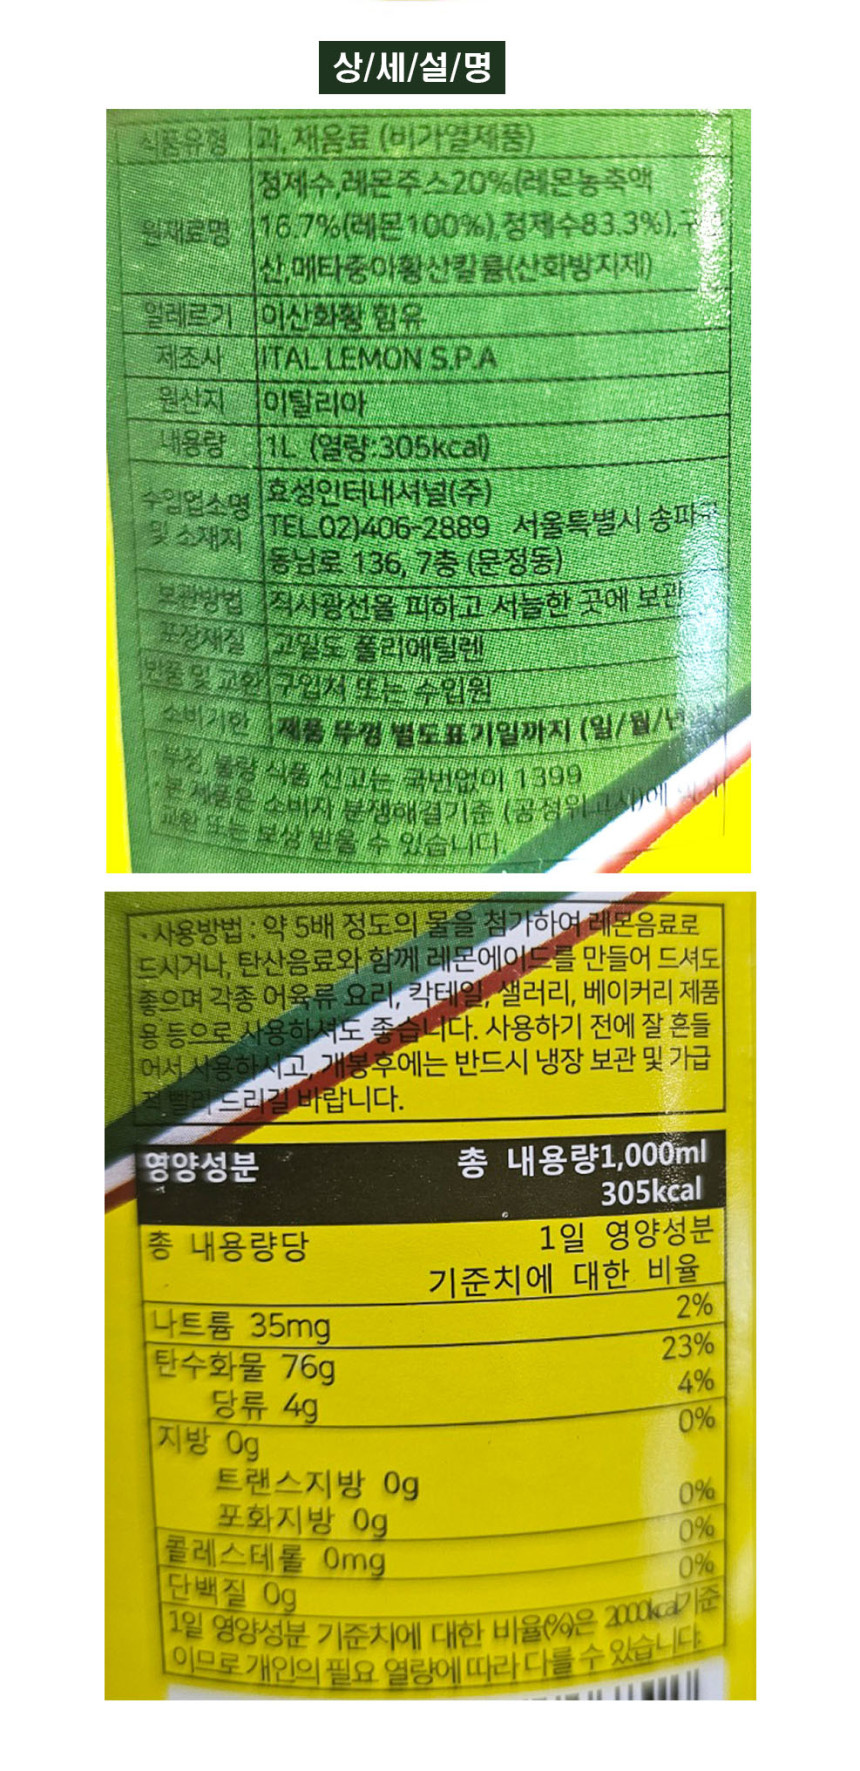 상/세/설/명
식품유형 과,채음료 (비가열제품)
정제수,레몬주스20%(레몬농축액
원재료명 16.7%(레몬100%),정제수83.3%),구연
산,메타중아황산칼륨(산화방지제)
알레르기 이산화황 함유
제조사 ITAL LEMON S.P.A
원산지 이탈리아
내용량 1L (열량:305kcal)
수입업소명 효성인터내셔널(주)
및 소재지 TEL.02)406-2889 서울특별시 송파구
동남로 136, 7층 (문정동)
보관방법 직사광선을 피하고 서늘한 곳에 보관
포장재질 고밀도 폴리에틸렌
반품 및 교환 구입처 또는 수입원
소비기한 제품 뚜껑 별도표기일까지 (일/월/년
·부정, 불량 식품 신고는 국번없이 1399
·본 제품은 소비자 분쟁해결기준 (공정위고시)에
교환 또는 보상 받을 수 있습니다.
·사용방법 : 약 5배 정도의 물을 첨가하여 레몬음료로
드시거나, 탄산음료와 함께 레몬에이드를 만들어 드셔도
좋으며 각종 어육류 요리, 칵테일, 샐러리, 베이커리 제품
용 등으로 사용하셔도 좋습니다. 사용하기 전에 잘 흔들
어서 사용하시고, 개봉후에는 반드시 냉장 보관 및 가급
적 빨리 드리길 바랍니다.
영양성분 총 내용량1,000ml
305kcal
총 내용량당 1일 영양성분
기준치에 대한 비율
나트륨 35mg 2%
탄수화물 76g 23%
당류 4g 4%
지방 0g 0%
트랜스지방 0g
포화지방 0g 0%
콜레스테롤 0mg 0%
단백질 0g 0%
1일 영양성분 기준치에 대한 비율(%)은 2000kcal기준
이므로 개인의 필요 열량에 따라 다를 수 있습니다.